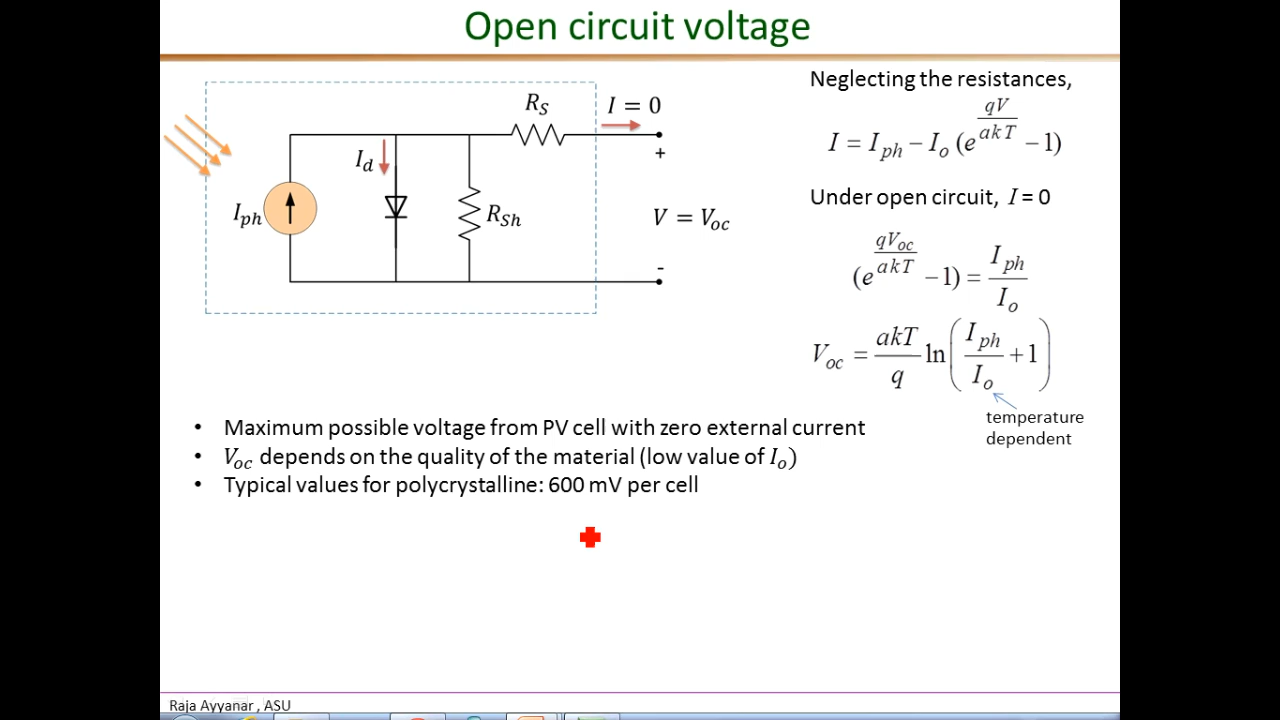 Open circuit voltage
R_S
I = 0
I_d
+
I_ph
R_Sh
V = V_oc
-
Neglecting the resistances,
I = I_ph − I_o (e^{qV/akT} − 1)
Under open circuit, I = 0
(e^{qV_oc/akT} − 1) = I_ph/I_o
V_oc = akT/q ln(I_ph/I_o + 1)
temperature
dependent
• Maximum possible voltage from PV cell with zero external current
• V_oc depends on the quality of the material (low value of I_o)
• Typical values for polycrystalline: 600 mV per cell
Raja Ayyanar , ASU